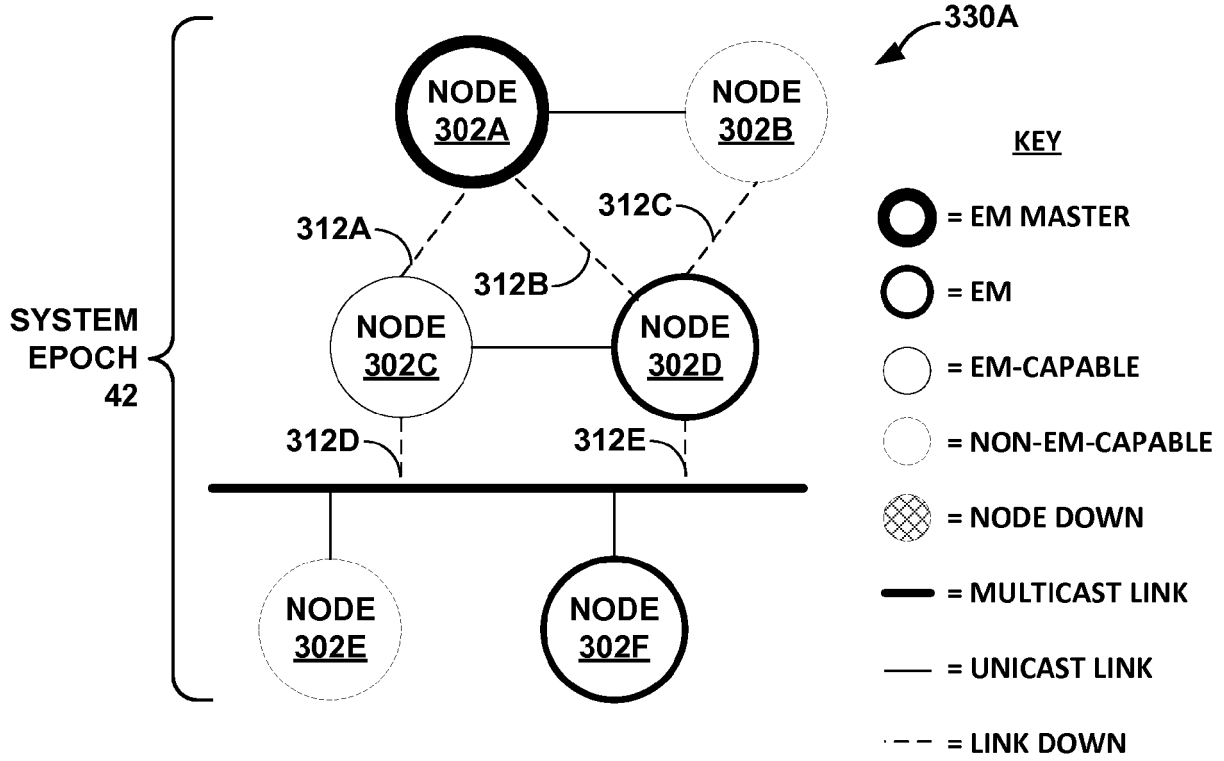 330A
NODE
302A
NODE
302B
KEY
= EM MASTER
312A
312C
312B
= EM
SYSTEM
EPOCH
42
NODE
302C
NODE
302D
= EM-CAPABLE
312D
312E
= NON-EM-CAPABLE
= NODE DOWN
= MULTICAST LINK
NODE
302E
NODE
302F
= UNICAST LINK
= LINK DOWN